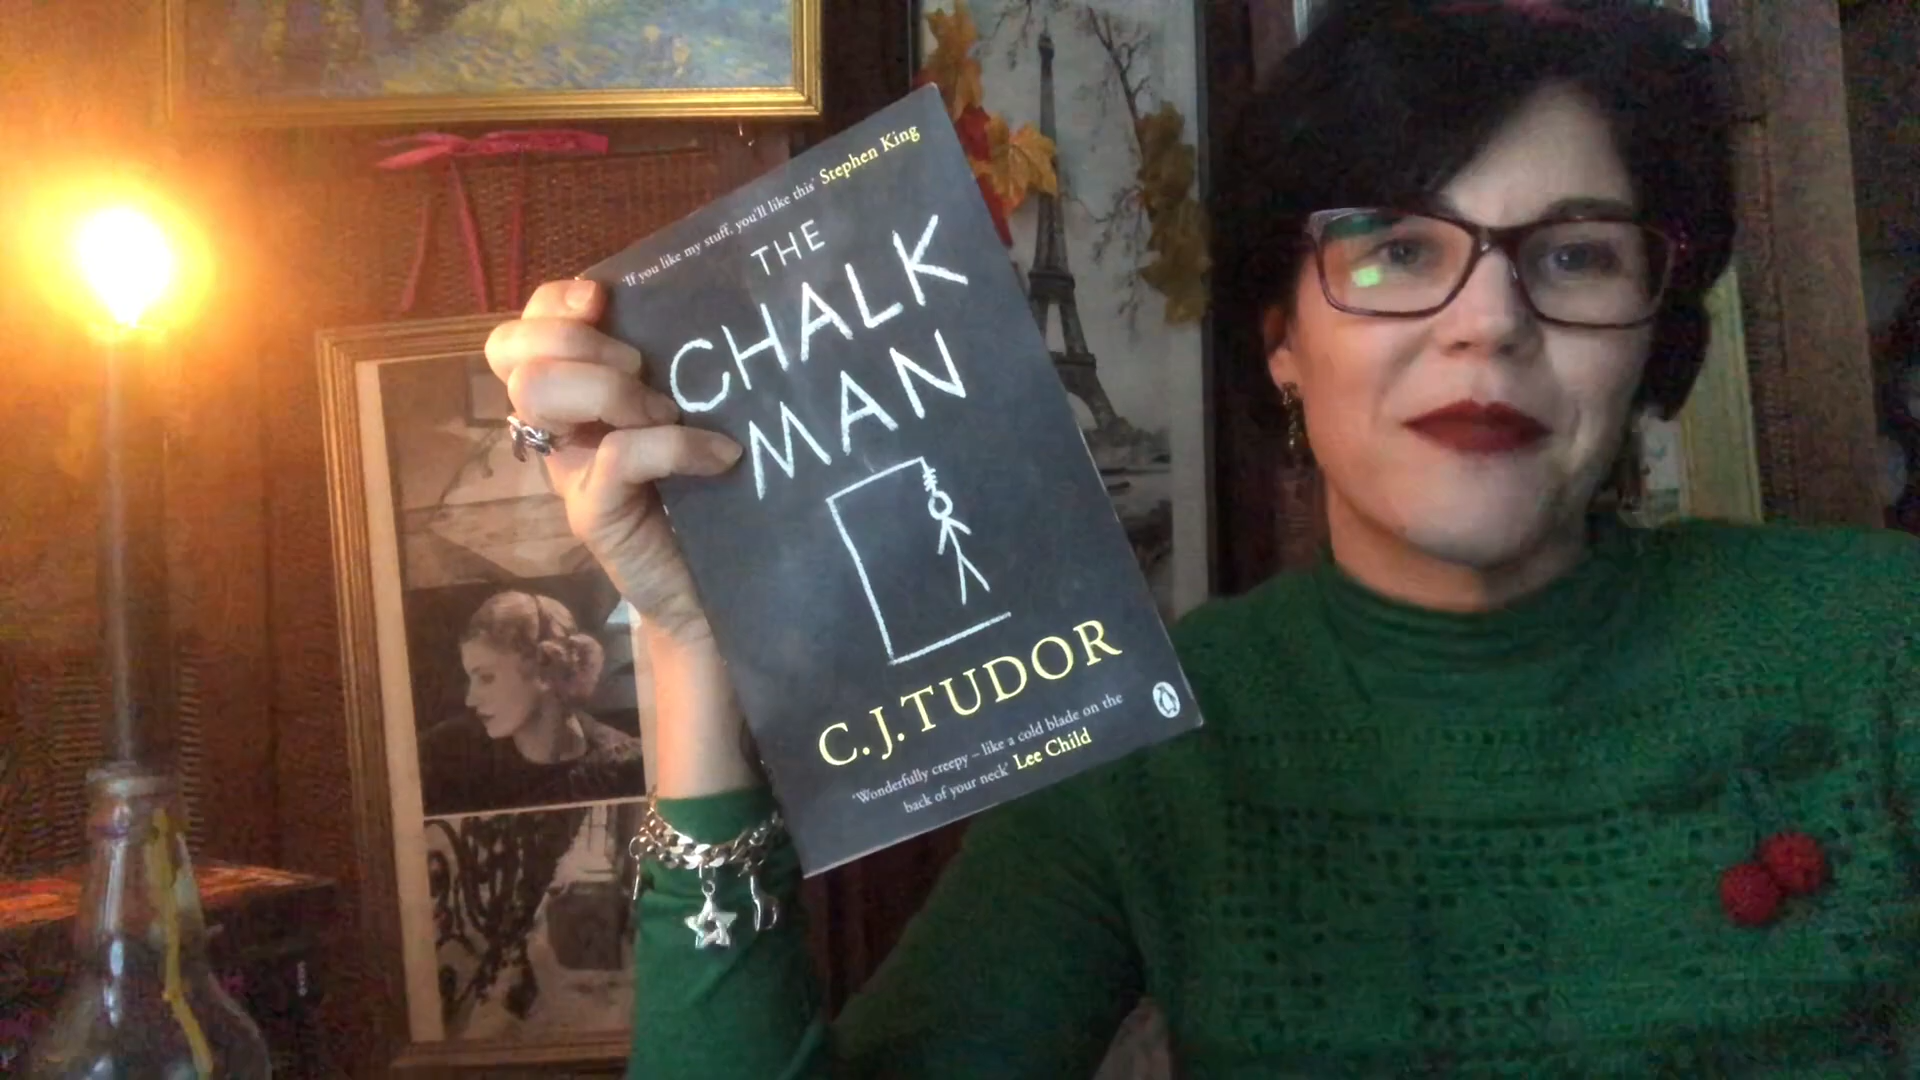 'If you like my stuff, you'll like this' Stephen King
THE
CHALK
MAN
C.J.TUDOR
'Wonderfully creepy – like a cold blade on the
back of your neck' Lee Child